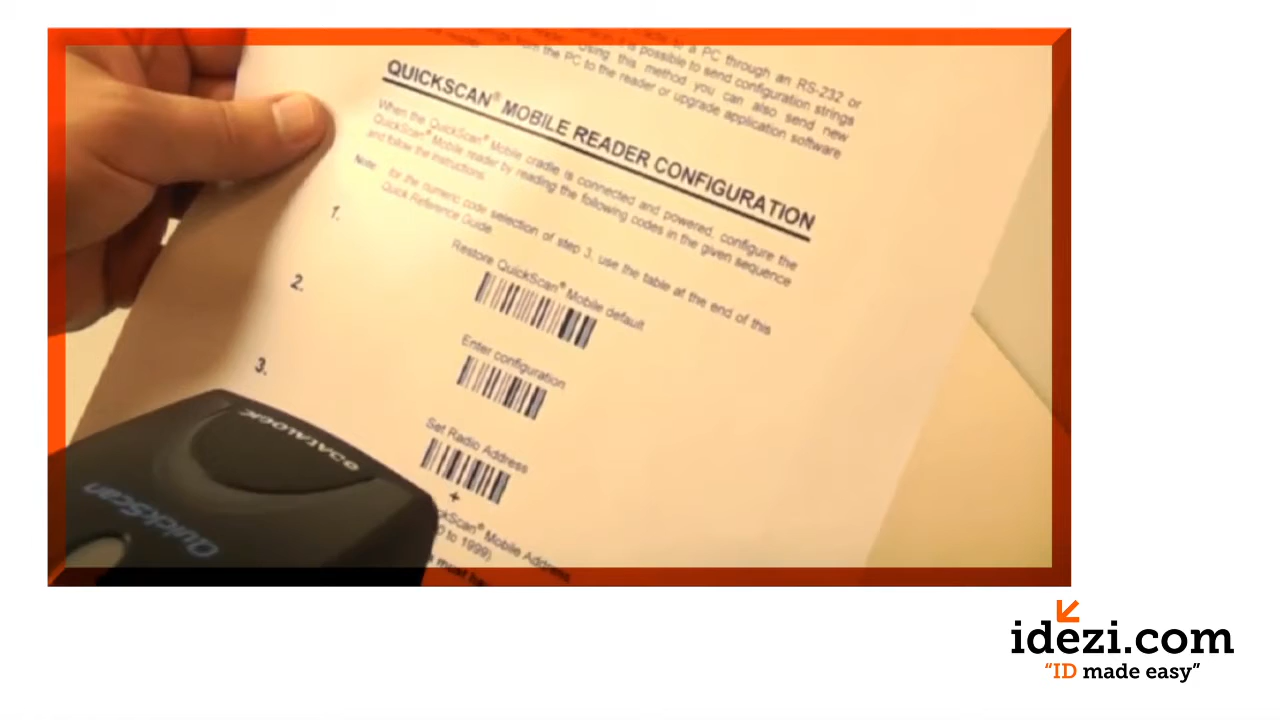 to a PC through an RS-232 or
it is possible to send configuration strings
Using this method you can also send new
from the PC to the reader or upgrade application software
QUICKSCAN® MOBILE READER CONFIGURATION
When the QuickScan® Mobile cradle is connected and powered, configure the
QuickScan® Mobile reader by reading the following codes in the given sequence
and follow the instructions.
Note: for the numeric code selection of step 3, use the table at the end of this
Quick Reference Guide.
1.
Restore QuickScan® Mobile default
2.
Enter configuration
3.
Set Radio Address
+
Scan® Mobile Address
to 1999)
must
DATALOGIC
QuickScan
idezi.com
“ID made easy”